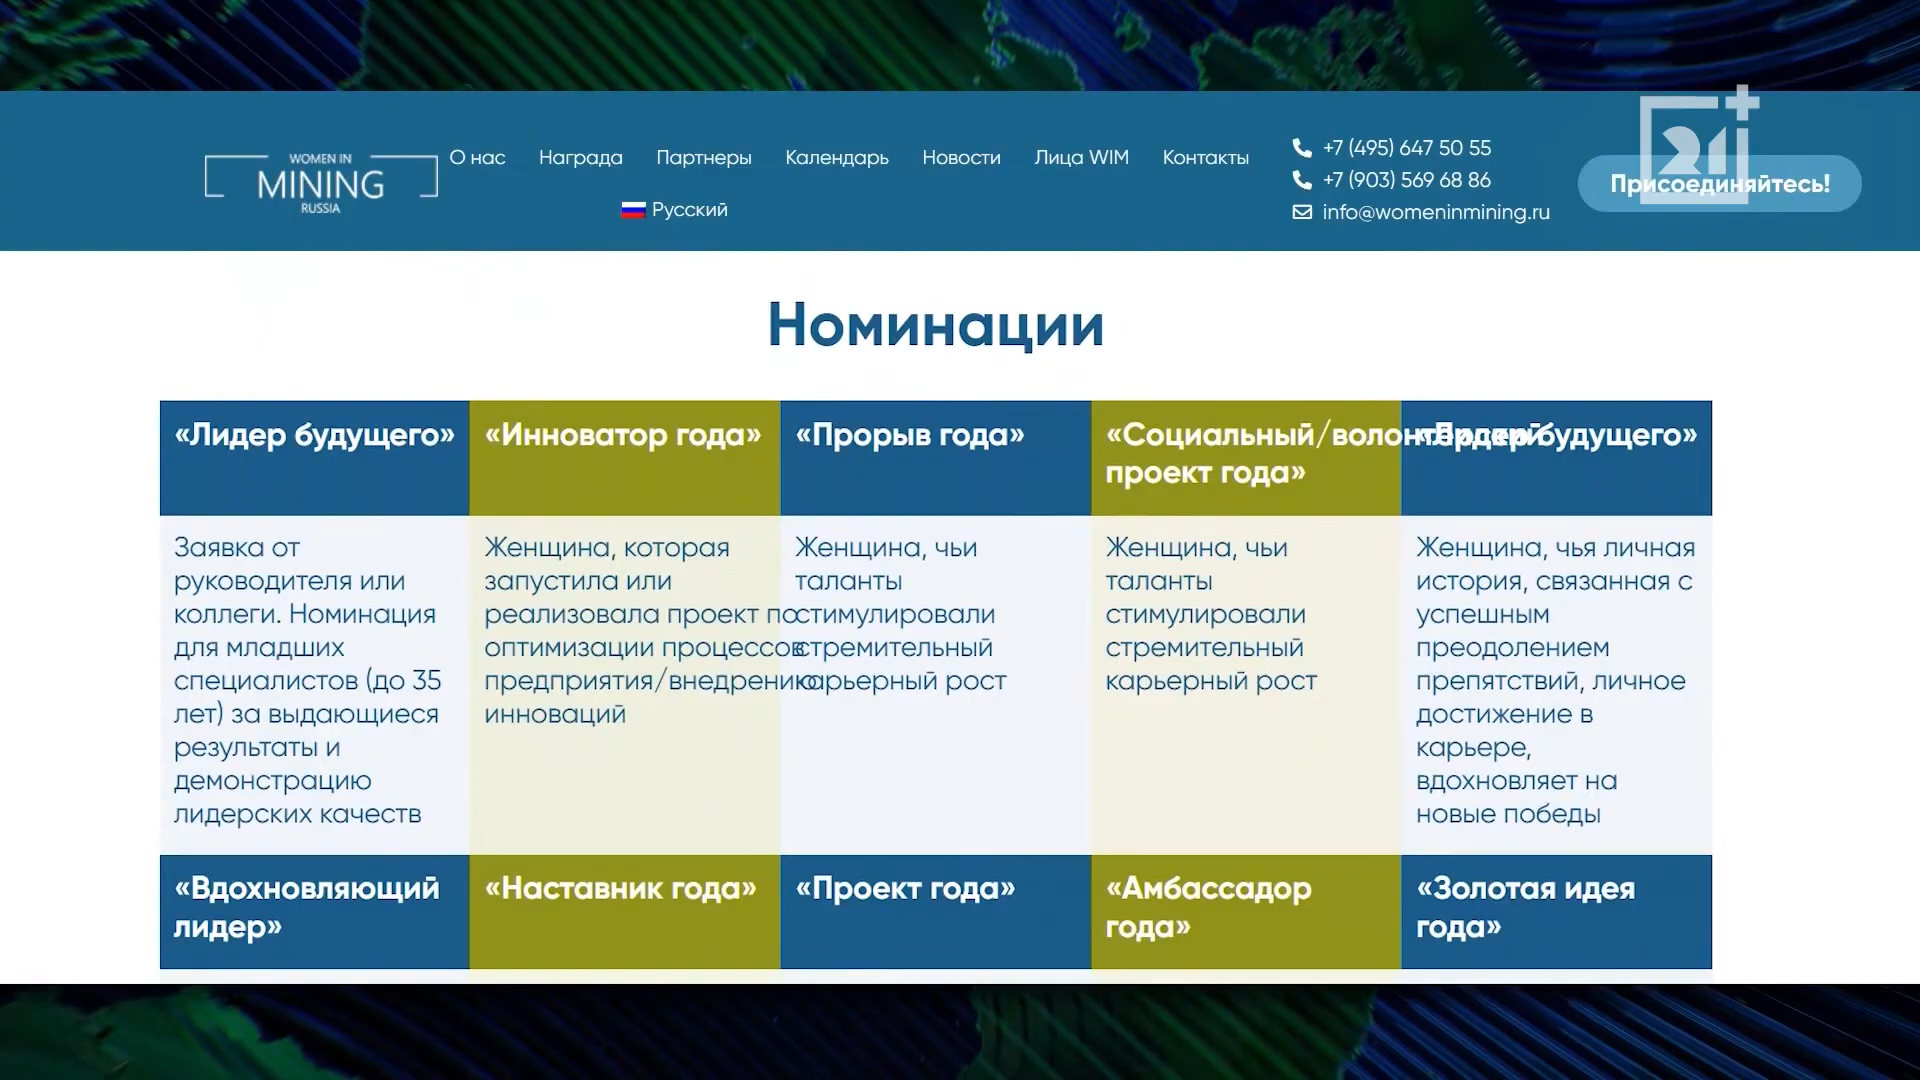 WOMEN IN
MINING
RUSSIA
О нас
Награда
Партнеры
Календарь
Новости
Лица WIM
Контакты
Русский
+7 (495) 647 50 55
+7 (903) 569 68 86
info@womeninmining.ru
21+
Присоединяйтесь!
Номинации
«Лидер будущего»
«Инноватор года»
«Прорыв года»
«Социальный/волонтёрский
проект года»
«Лидер будущего»
Заявка от
руководителя или
коллеги. Номинация
для младших
специалистов (до 35
лет) за выдающиеся
результаты и
демонстрацию
лидерских качеств
Женщина, которая
запустила или
реализовала проект по
оптимизации процессов
предприятия/внедрению
инноваций
Женщина, чьи
таланты
стимулировали
стремительный
карьерный рост
Женщина, чьи
таланты
стимулировали
стремительный
карьерный рост
Женщина, чья личная
история, связанная с
успешным
преодолением
препятствий, личное
достижение в
карьере,
вдохновляет на
новые победы
«Вдохновляющий
лидер»
«Наставник года»
«Проект года»
«Амбассадор
года»
«Золотая идея
года»